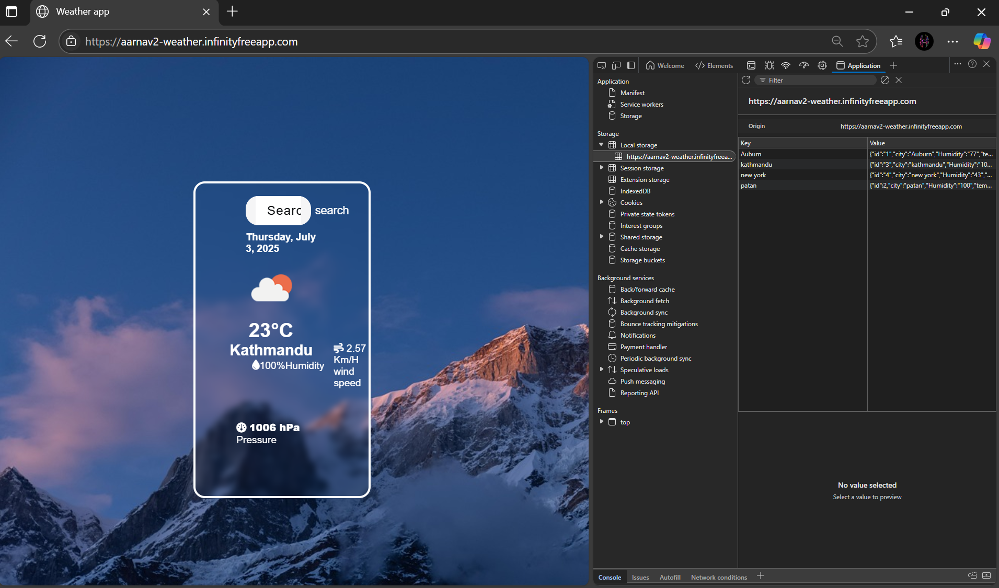 Weather app
https://aarnav2-weather.infinityfreeapp.com
Searc
search
Thursday, July
3, 2025
23°C
Kathmandu
100%Humidity
2.57
Km/H
wind
speed
1006 hPa
Pressure
Welcome
Elements
Application
Application
Manifest
Service workers
Storage
Storage
Local storage
https://aarnav2-weather.infinityfreea...
Session storage
Extension storage
IndexedDB
Cookies
Private state tokens
Interest groups
Shared storage
Cache storage
Storage buckets
Background services
Back/forward cache
Background fetch
Background sync
Bounce tracking mitigations
Notifications
Payment handler
Periodic background sync
Speculative loads
Push messaging
Reporting API
Frames
top
Filter
https://aarnav2-weather.infinityfreeapp.com
Origin https://aarnav2-weather.infinityfreeapp.com
Key Value
Auburn {"id":"1","city":"Auburn","Humidity":"77","te...
kathmandu {"id":"3","city":"kathmandu","Humidity":"10...
new york {"id":"4","city":"new york","Humidity":"43","...
patan {"id":2,"city":"patan","Humidity":"100","tem...
No value selected
Select a value to preview
Console Issues Autofill Network conditions